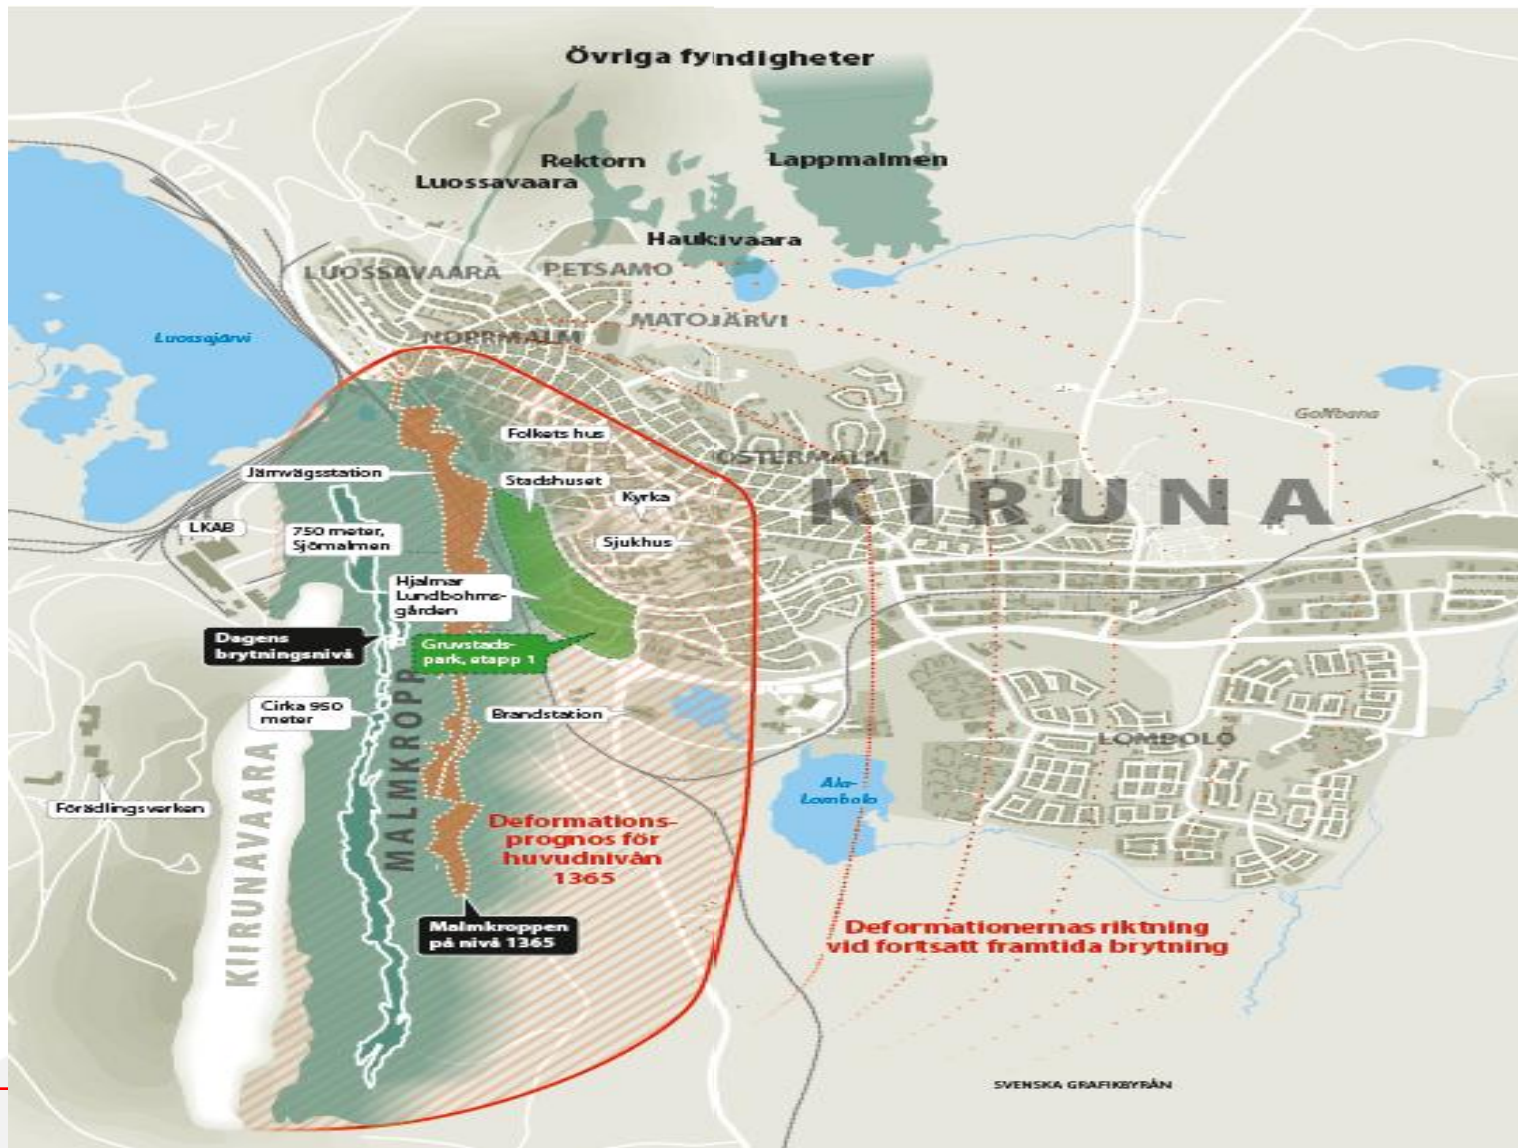 Övriga fyndigheter
Rektorn
Lappmalmen
Luossavaara
Haukivaara
LUOSSAVAARA
PETSAMO
MATOJÄRVI
Luossajärvi
NORRMALM
Golfbana
Folkets hus
ÖSTERMALM
Järnvägsstation
Stadshuset
KIRUNA
Kyrka
LKAB
750 meter,
Sjömalmen
Sjukhus
Hjalmar
Lundbohms-
gården
Dagens
brytningsnivå
Gruvstads-
park, etapp 1
MALMKROPP
Cirka 950
meter
Brandstation
LOMBOLO
KIIRUNAVAARA
Ala-
Lombolo
Förädlingsverken
Deformations-
prognos för
huvudnivån
1365
Malmkroppen
på nivå 1365
Deformationernas riktning
vid fortsatt framtida brytning
SVENSKA GRAFIKBYRÅN